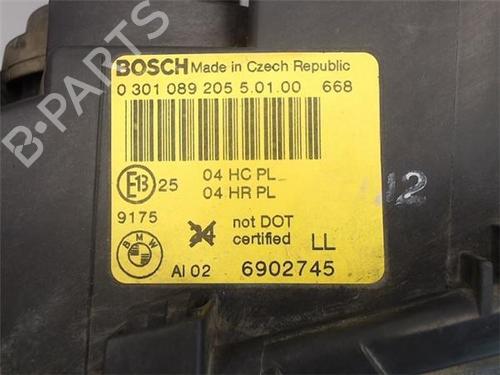 BOSCH Made in Czech Republic
0 301 089 205 5.01.00 668
E13 25 04 HC PL
04 HR PL
9175 not DOT
certified LL
BMW AI 02 6902745
B-PARTS